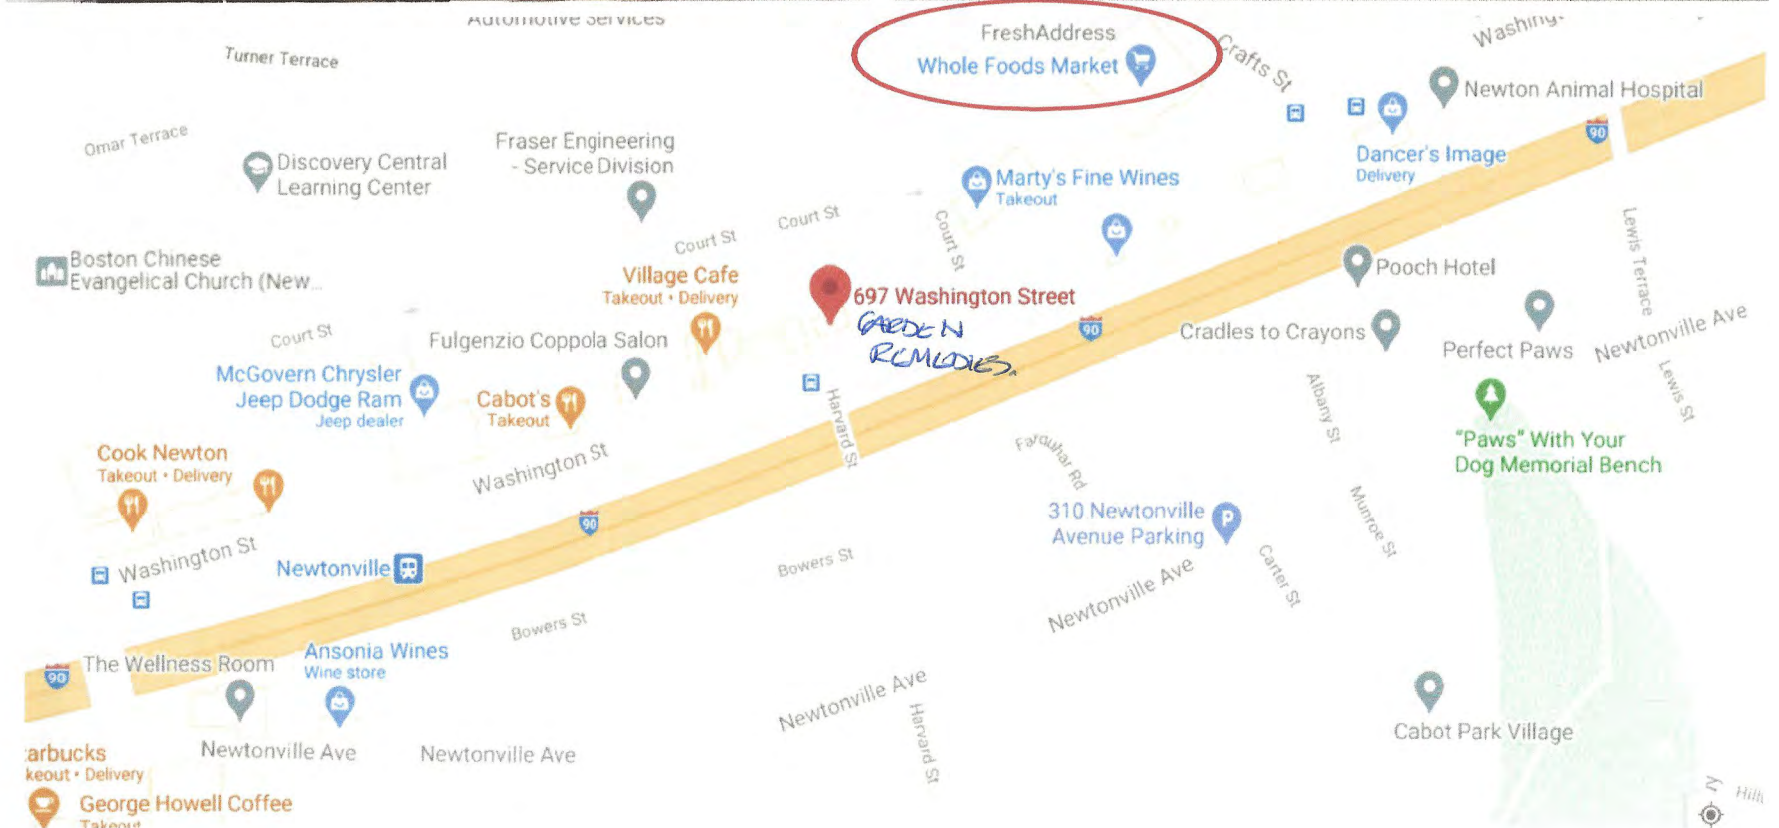 Automotive Services
FreshAddress
Whole Foods Market
Crafts St
Turner Terrace
Newton Animal Hospital
90
Omar Terrace
Fraser Engineering
- Service Division
Discovery Central
Learning Center
Dancer's Image
Delivery
Marty's Fine Wines
Takeout
Court St
Court St
Court St
Lewis Terrace
Boston Chinese
Evangelical Church (New...
Village Cafe
Takeout • Delivery
697 Washington Street
GARDEN
REMEDIES.
Pooch Hotel
Court St
Fulgenzio Coppola Salon
90
Cradles to Crayons
Perfect Paws
Newtonville Ave
McGovern Chrysler
Jeep Dodge Ram
Jeep dealer
Cabot's
Takeout
Harvard St
Albany St
Lewis St
"Paws" With Your
Dog Memorial Bench
Cook Newton
Takeout • Delivery
Washington St
Farquhar Rd
310 Newtonville
Avenue Parking
P
Munroe St
90
Washington St
Newtonville
Bowers St
Carter St
Newtonville Ave
Bowers St
90
The Wellness Room
Ansonia Wines
Wine store
Newtonville Ave
Harvard St
Cabot Park Village
Newtonville Ave
Newtonville Ave
arbucks
keout • Delivery
George Howell Coffee
Takeout